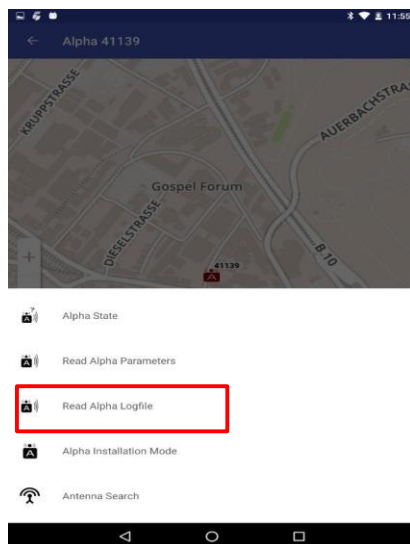 11:55
Alpha 41139
KRUPPSTRASSE
AUERBACHSTRA
Gospel Forum
DIESELSTRASSE
B 10
+
41139
A
Alpha State
Read Alpha Parameters
Read Alpha Logfile
Alpha Installation Mode
Antenna Search